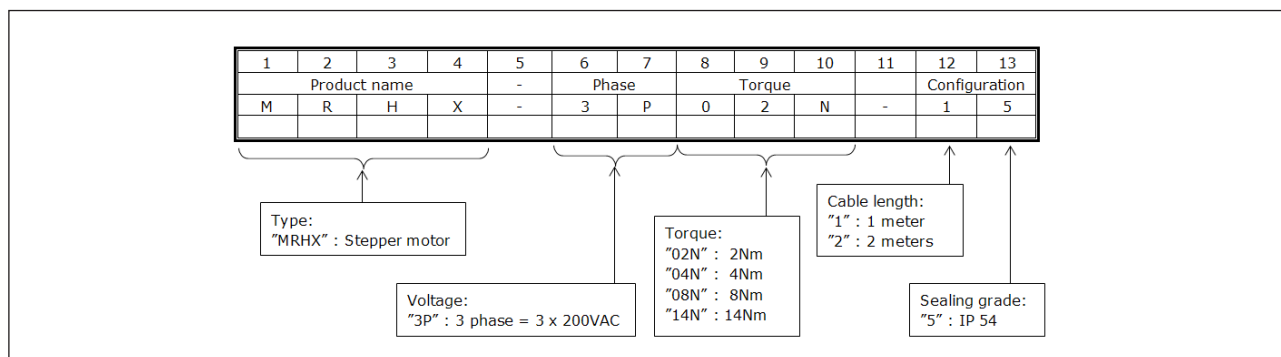 1 2 3 4 5 6 7 8 9 10 11 12 13
Product name - Phase Torque Configuration
M R H X - 3 P 0 2 N - 1 5
Type:
"MRHX" : Stepper motor
Voltage:
"3P" : 3 phase = 3 x 200VAC
Torque:
"02N" : 2Nm
"04N" : 4Nm
"08N" : 8Nm
"14N" : 14Nm
Cable length:
"1" : 1 meter
"2" : 2 meters
Sealing grade:
"5" : IP 54